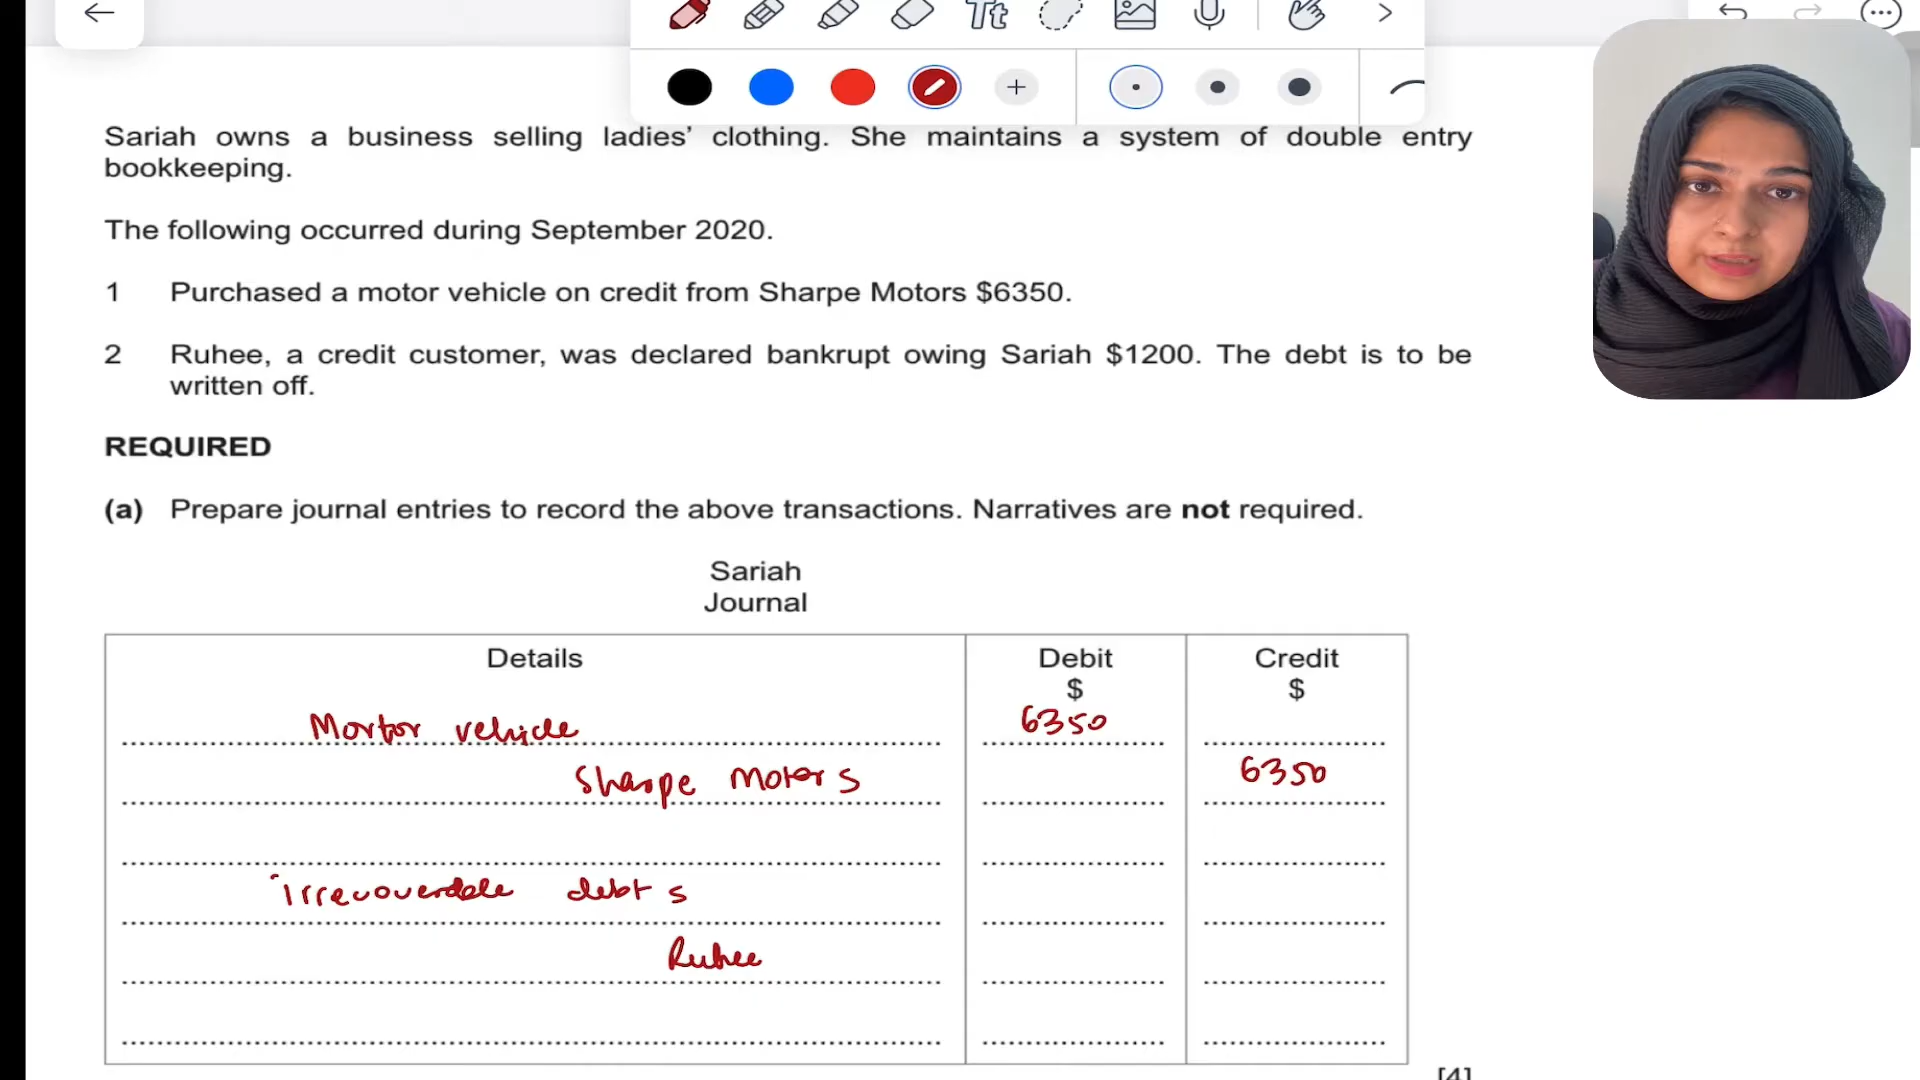 Tt
Sariah owns a business selling ladies' clothing. She maintains a system of double entry
bookkeeping.
The following occurred during September 2020.
1 Purchased a motor vehicle on credit from Sharpe Motors $6350.
2 Ruhee, a credit customer, was declared bankrupt owing Sariah $1200. The debt is to be
written off.
REQUIRED
(a) Prepare journal entries to record the above transactions. Narratives are not required.
Sariah
Journal
Details Debit Credit
$ $
Mortor vehicle 6350
Sharpe Motors 6350
debts
Ruhee
[4]